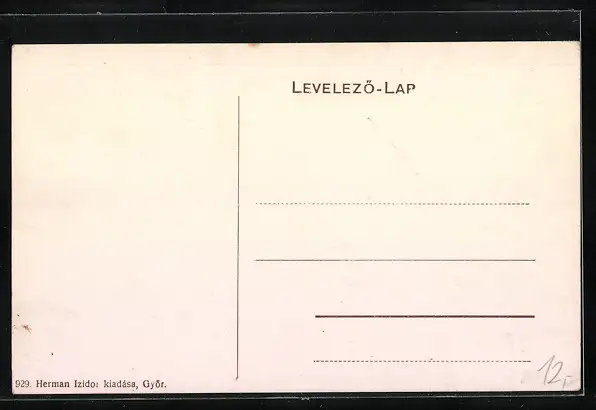 LEVELEZŐ-LAP
929. Herman Izidor kiadása, Győr.
12,-